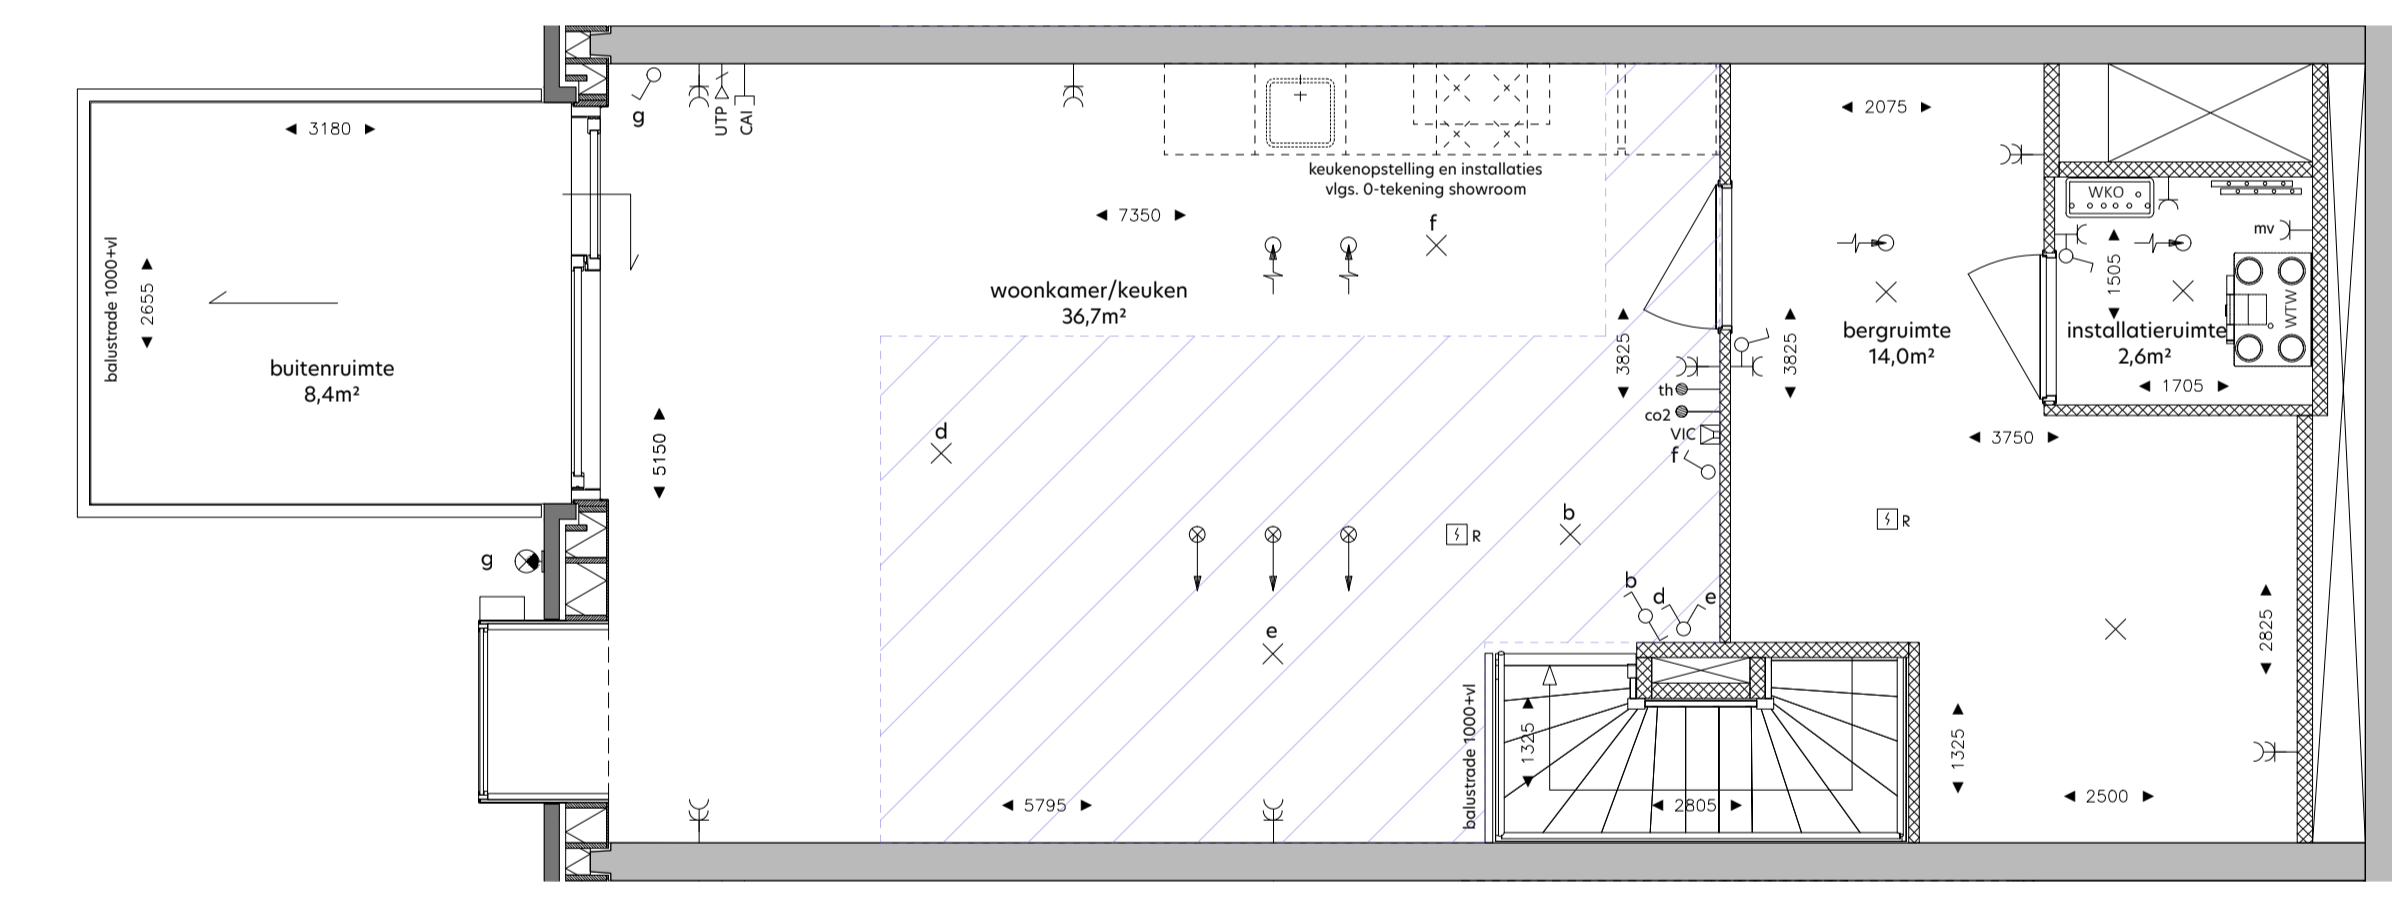 g
UTP
CAI
3180
2075
keukenopstelling en installaties
vlgs. 0-tekening showroom
WKO
mv
7350
f
balustrade 1000+vl
2655
1505
woonkamer/keuken
36,7m²
WTW
buitenruimte
8,4m²
3825
3825
bergruimte
14,0m²
installatieruimte
2,6m²
1705
th
co2
VIC
f
5150
d
3750
b
R
R
g
b
d
e
e
2825
balustrade 1000+vl
1325
1325
5795
2805
2500